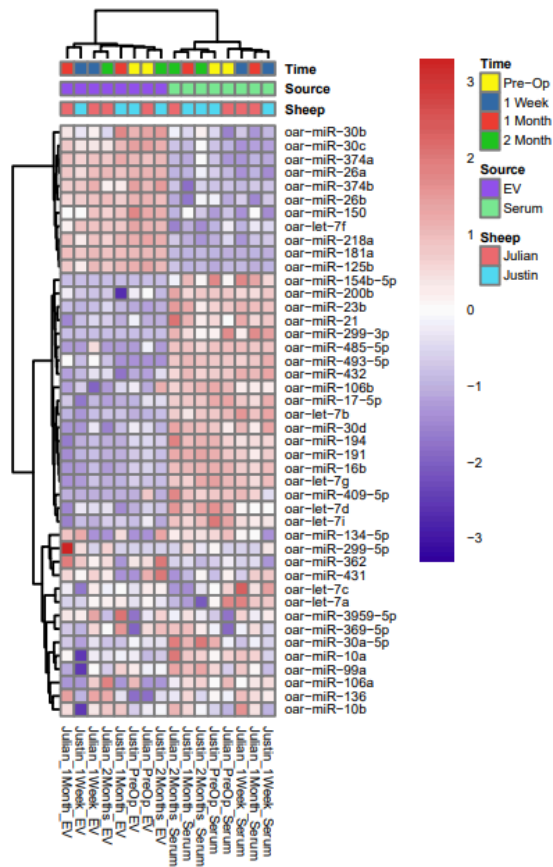 Time
Source
Sheep
oar−miR−30b
oar−miR−30c
oar−miR−374a
oar−miR−26a
oar−miR−374b
oar−miR−26b
oar−miR−150
oar−let−7f
oar−miR−218a
oar−miR−181a
oar−miR−125b
oar−miR−154b−5p
oar−miR−200b
oar−miR−23b
oar−miR−21
oar−miR−299−3p
oar−miR−485−5p
oar−miR−493−5p
oar−miR−432
oar−miR−106b
oar−miR−17−5p
oar−let−7b
oar−miR−30d
oar−miR−194
oar−miR−191
oar−miR−16b
oar−let−7g
oar−miR−409−5p
oar−let−7d
oar−let−7i
oar−miR−134−5p
oar−miR−299−5p
oar−miR−362
oar−miR−431
oar−let−7c
oar−let−7a
oar−miR−3959−5p
oar−miR−369−5p
oar−miR−30a−5p
oar−miR−10a
oar−miR−99a
oar−miR−106a
oar−miR−136
oar−miR−10b
Julian_1Month_EV
Justin_1Week_EV
Julian_1Week_EV
Julian_2Months_EV
Justin_1Month_EV
Justin_PreOp_EV
Julian_PreOp_EV
Justin_2Months_EV
Julian_2Months_Serum
Justin_1Month_Serum
Justin_2Months_Serum
Justin_PreOp_Serum
Julian_PreOp_Serum
Julian_1Week_Serum
Julian_1Month_Serum
Justin_1Week_Serum
3
2
1
0
−1
−2
−3
Time
Pre−Op
1 Week
1 Month
2 Month
Source
EV
Serum
Sheep
Julian
Justin